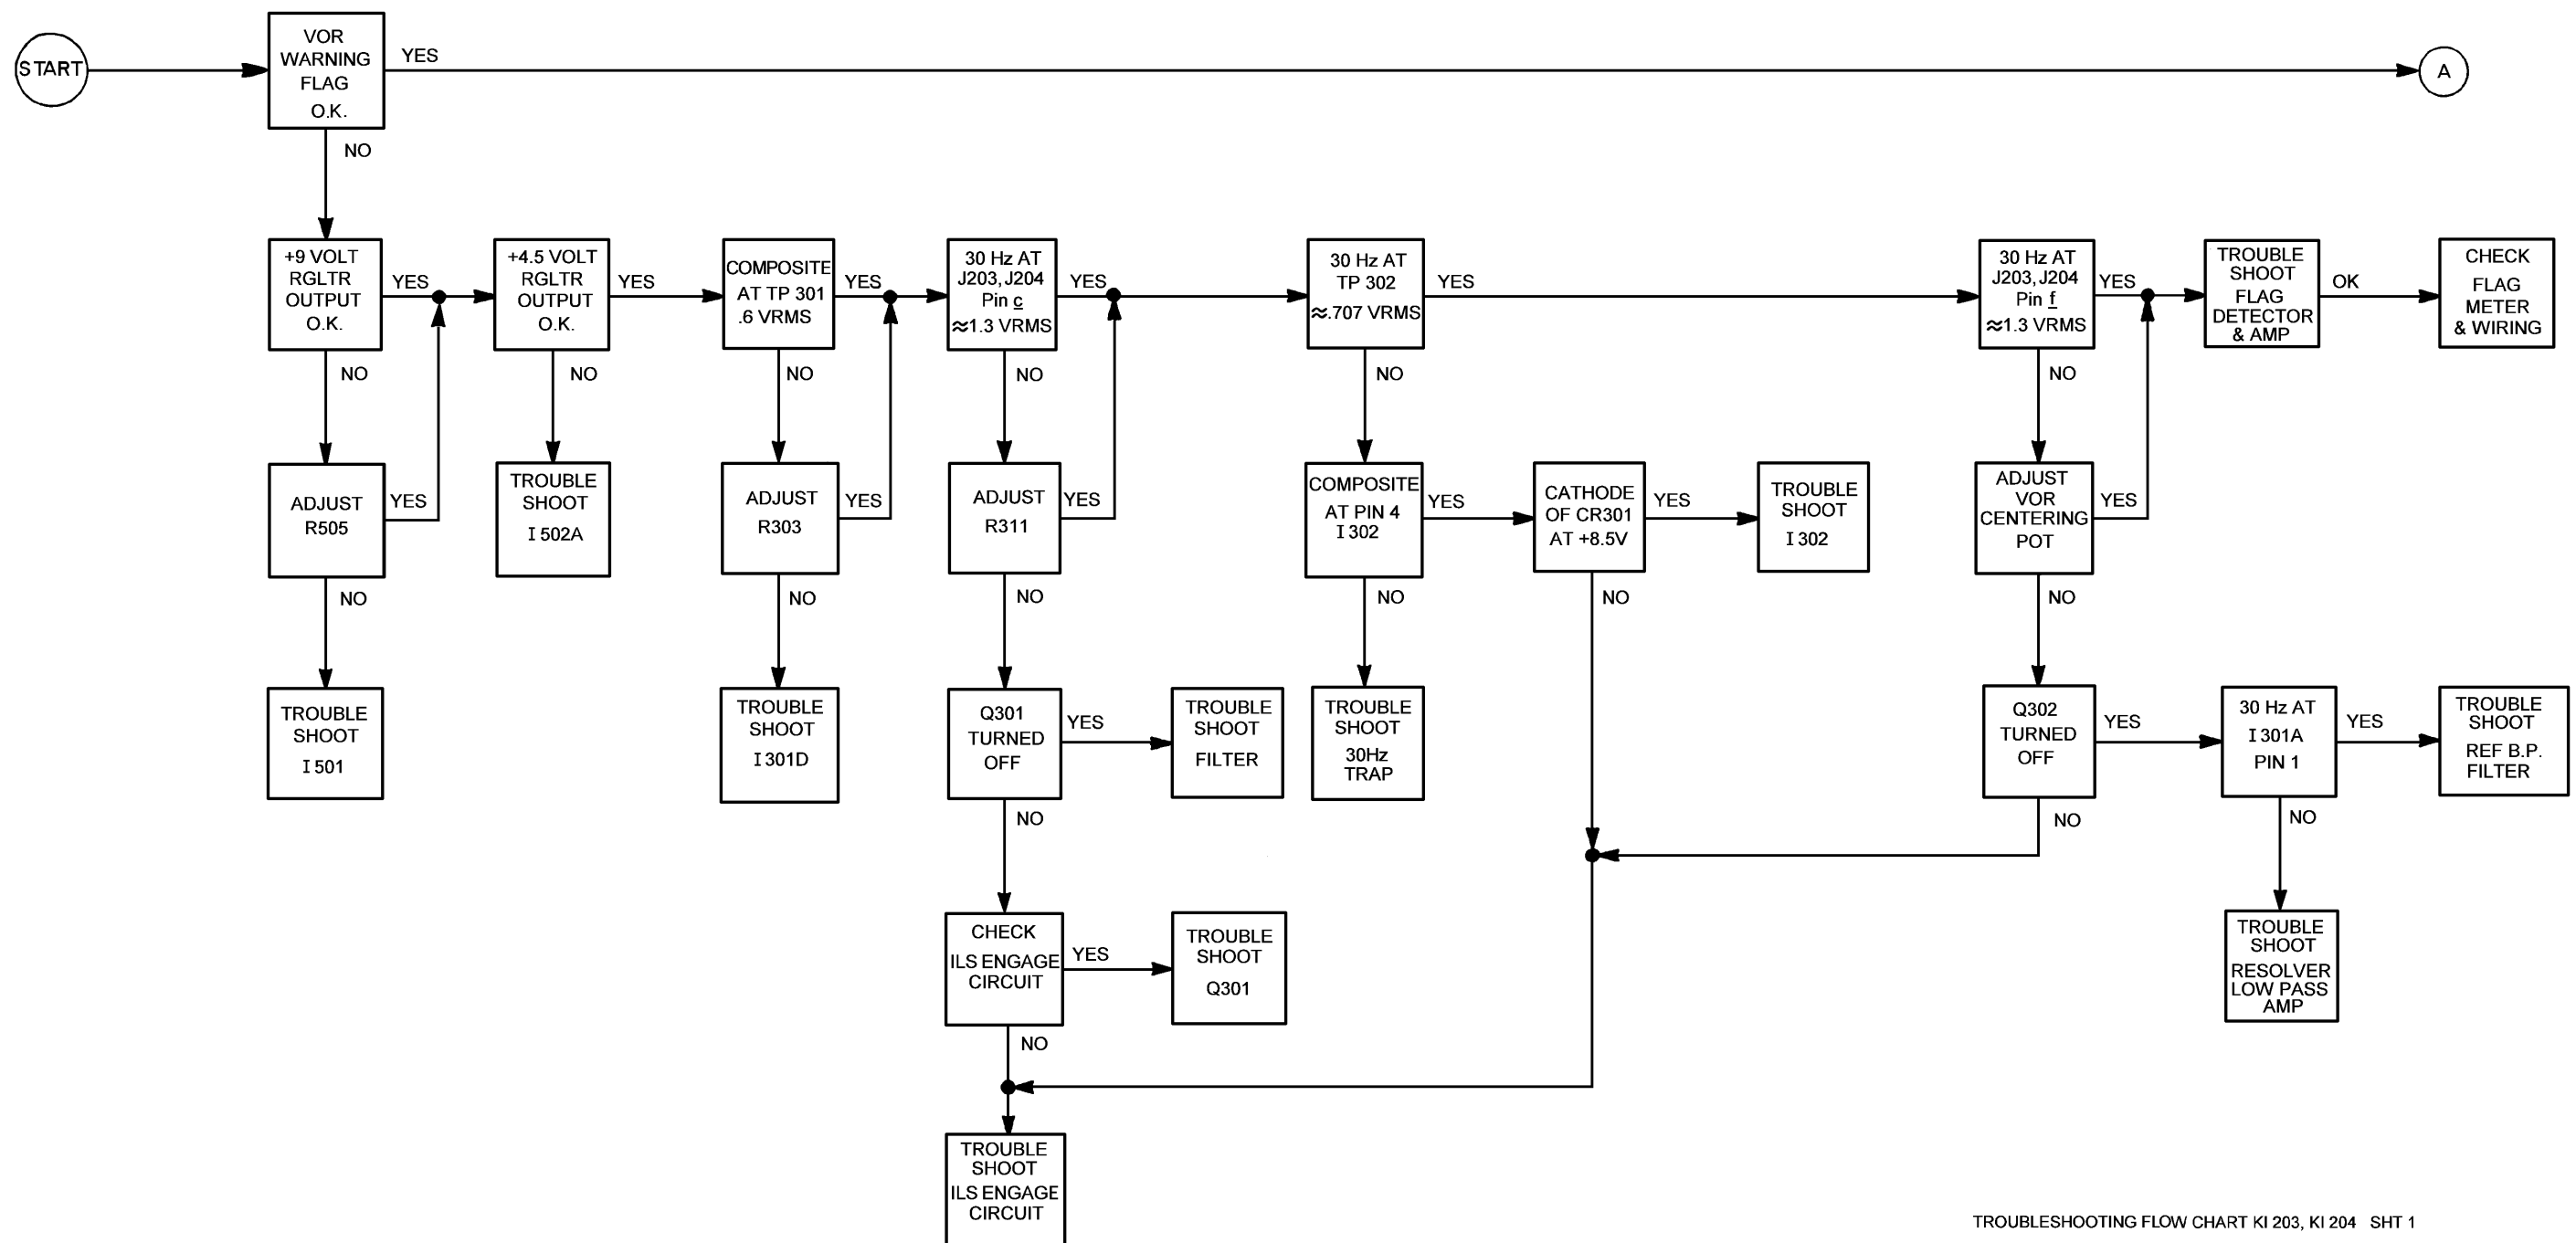 START
VOR
WARNING
FLAG
O.K.
YES
A
NO
+9 VOLT
RGLTR
OUTPUT
O.K.
YES
+4.5 VOLT
RGLTR
OUTPUT
O.K.
YES
COMPOSITE
AT TP 301
.6 VRMS
YES
30 Hz AT
J203, J204
Pin c
≈1.3 VRMS
YES
30 Hz AT
TP 302
≈.707 VRMS
YES
30 Hz AT
J203, J204
Pin f
≈1.3 VRMS
YES
TROUBLE
SHOOT
FLAG
DETECTOR
& AMP
OK
CHECK
FLAG
METER
& WIRING
NO
NO
NO
NO
NO
NO
ADJUST
R505
YES
TROUBLE
SHOOT
I 502A
ADJUST
R303
YES
ADJUST
R311
YES
COMPOSITE
AT PIN 4
I 302
YES
CATHODE
OF CR301
AT +8.5V
YES
TROUBLE
SHOOT
I 302
ADJUST
VOR
CENTERING
POT
YES
NO
NO
NO
NO
NO
NO
TROUBLE
SHOOT
I 501
TROUBLE
SHOOT
I 301D
Q301
TURNED
OFF
YES
TROUBLE
SHOOT
FILTER
TROUBLE
SHOOT
30Hz
TRAP
Q302
TURNED
OFF
YES
30 Hz AT
I 301A
PIN 1
YES
TROUBLE
SHOOT
REF B.P.
FILTER
NO
NO
NO
CHECK
ILS ENGAGE
CIRCUIT
YES
TROUBLE
SHOOT
Q301
TROUBLE
SHOOT
RESOLVER
LOW PASS
AMP
NO
TROUBLE
SHOOT
ILS ENGAGE
CIRCUIT
TROUBLESHOOTING FLOW CHART KI 203, KI 204 SHT 1